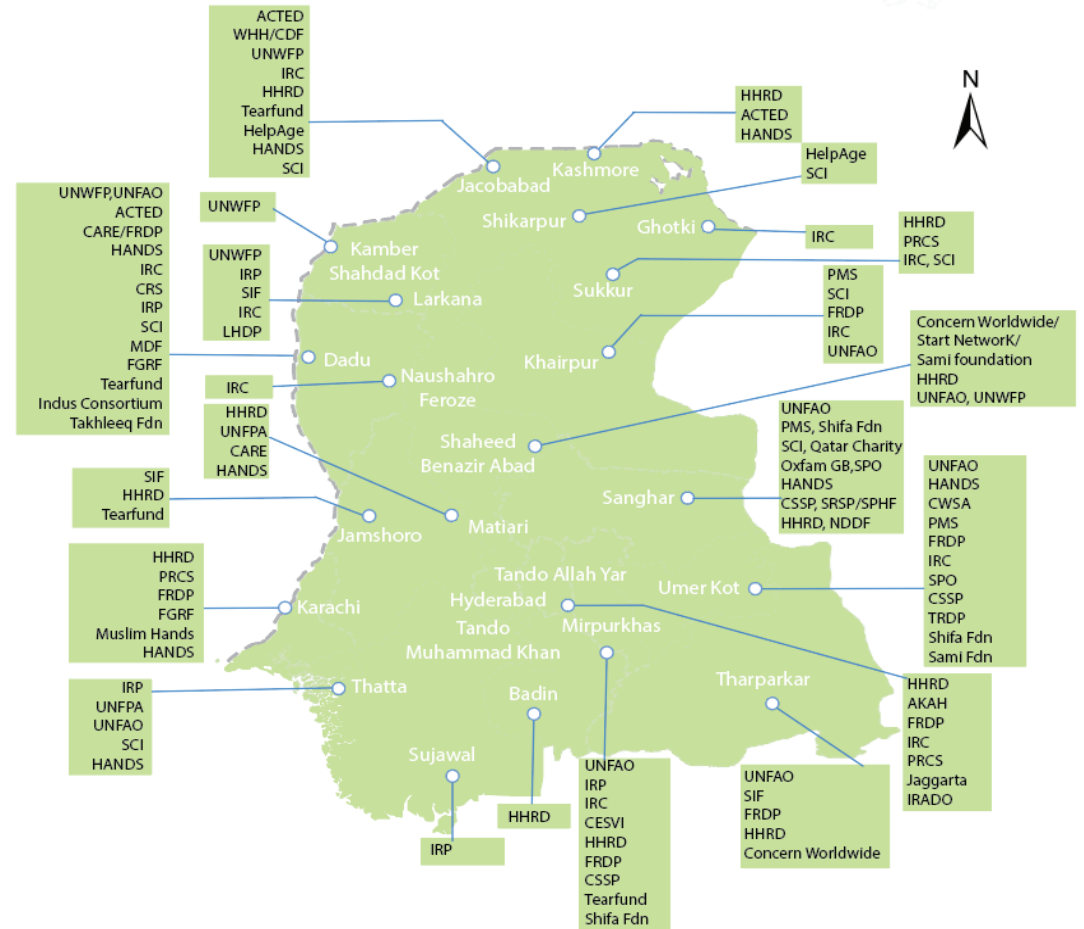 ACTED
WHH/CDF
UNWFP
IRC
HHRD
Tearfund
HelpAge
HANDS
SCI
N
HHRD
ACTED
HANDS
HelpAge
SCI
UNWFP,UNFAO
ACTED
CARE/FRDP
HANDS
IRC
CRS
IRP
SCI
MDF
FGRF
Tearfund
Indus Consortium
Takhleeq Fdn
UNWFP
UNWFP
IRP
SIF
IRC
LHDP
IRC
HHRD
UNFPA
CARE
HANDS
SIF
HHRD
Tearfund
HHRD
PRCS
FRDP
FGRF
Muslim Hands
HANDS
IRP
UNFPA
UNFAO
SCI
HANDS
Jacobabad
Kashmore
Shikarpur
Ghotki
Kamber
Shahdad Kot
Larkana
Sukkur
Dadu
Khairpur
Naushahro
Feroze
Shaheed
Benazir Abad
Sanghar
Matiari
Jamshoro
Tando Allah Yar
Hyderabad
Umer Kot
Karachi
Mirpurkhas
Tando
Muhammad Khan
Thatta
Badin
Tharparkar
Sujawal
IRC
HHRD
PRCS
IRC, SCI
PMS
SCI
FRDP
IRC
UNFAO
Concern Worldwide/
Start NetworK/
Sami foundation
HHRD
UNFAO, UNWFP
UNFAO
PMS, Shifa Fdn
SCI, Qatar Charity
Oxfam GB,SPO
HANDS
CSSP, SRSP/SPHF
HHRD, NDDF
UNFAO
HANDS
CWSA
PMS
FRDP
IRC
SPO
CSSP
TRDP
Shifa Fdn
Sami Fdn
HHRD
AKAH
FRDP
IRC
PRCS
Jaggarta
IRADO
UNFAO
SIF
FRDP
HHRD
Concern Worldwide
UNFAO
IRP
IRC
CESVI
HHRD
FRDP
CSSP
Tearfund
Shifa Fdn
HHRD
IRP